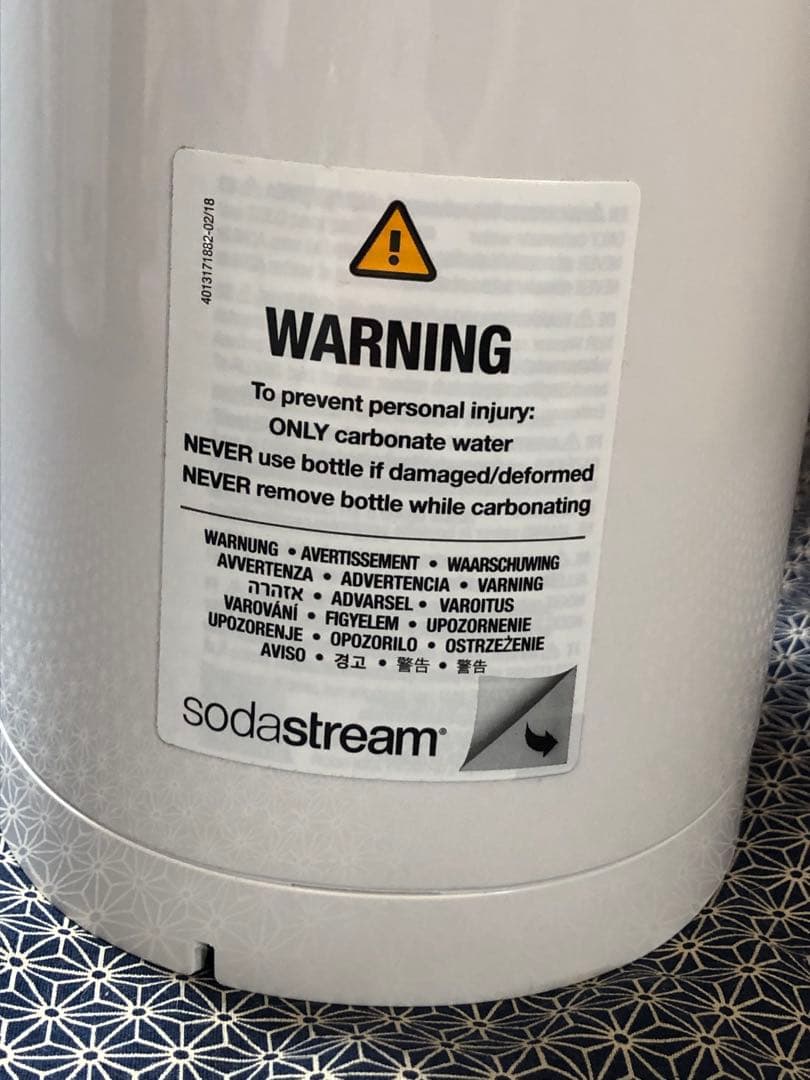 4013171882-02/18
WARNING
To prevent personal injury:
ONLY carbonate water
NEVER use bottle if damaged/deformed
NEVER remove bottle while carbonating
WARNUNG • AVERTISSEMENT • WAARSCHUWING
AVVERTENZA • ADVERTENCIA • VARNING
אזהרה • ADVARSEL • VAROITUS
VAROVÁNÍ • FIGYELEM • UPOZORNENIE
UPOZORENJE • OPOZORILO • OSTRZEŻENIE
AVISO • 경고 • 警告 • 警告
sodastream®